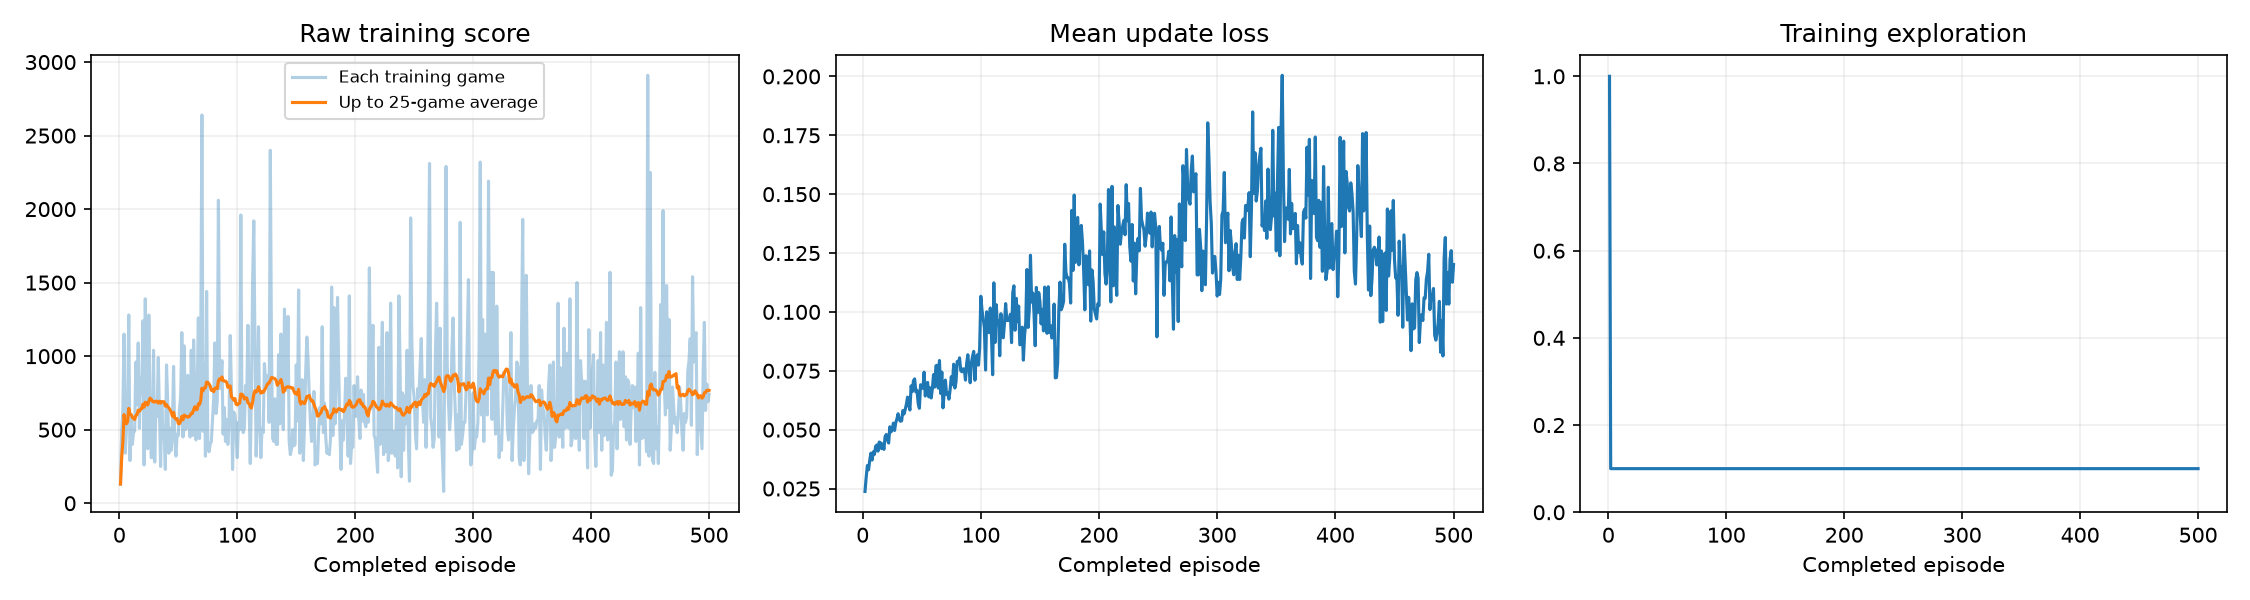 Raw training score
3000
2500
2000
1500
1000
500
0
Each training game
Up to 25-game average
0 100 200 300 400 500
Completed episode
Mean update loss
0.200
0.175
0.150
0.125
0.100
0.075
0.050
0.025
0 100 200 300 400 500
Completed episode
Training exploration
1.0
0.8
0.6
0.4
0.2
0.0
0 100 200 300 400 500
Completed episode